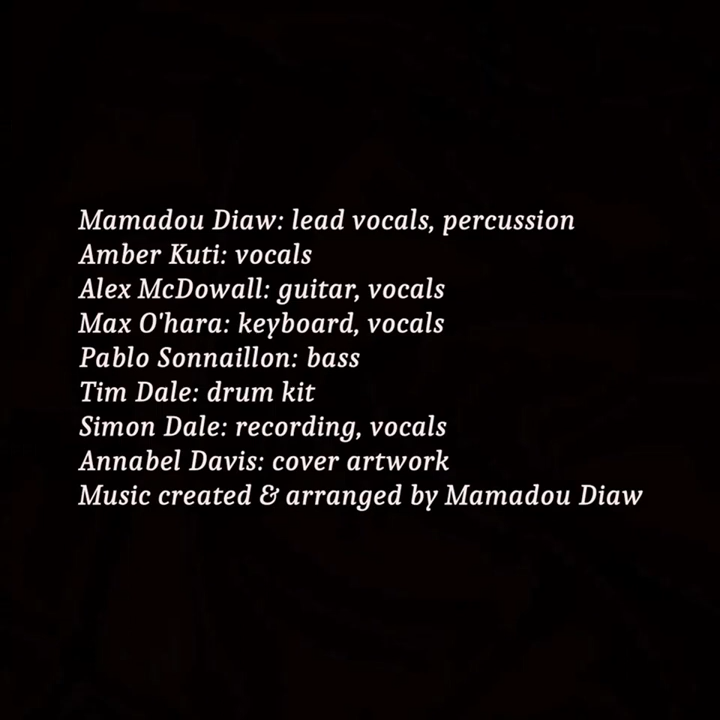 Mamadou Diaw: lead vocals, percussion
Amber Kuti: vocals
Alex McDowall: guitar, vocals
Max O'hara: keyboard, vocals
Pablo Sonnaillon: bass
Tim Dale: drum kit
Simon Dale: recording, vocals
Annabel Davis: cover artwork
Music created & arranged by Mamadou Diaw